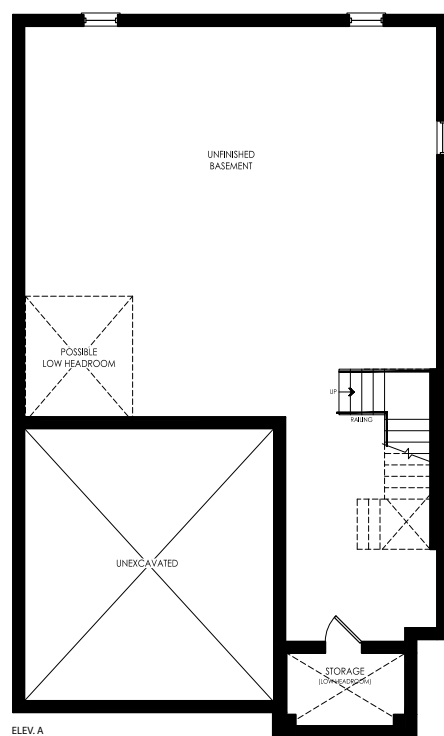 UNFINISHED
BASEMENT
POSSIBLE
LOW HEADROOM
UP
RAILING
UNEXCAVATED
STORAGE
(LOW HEADROOM)
ELEV. A